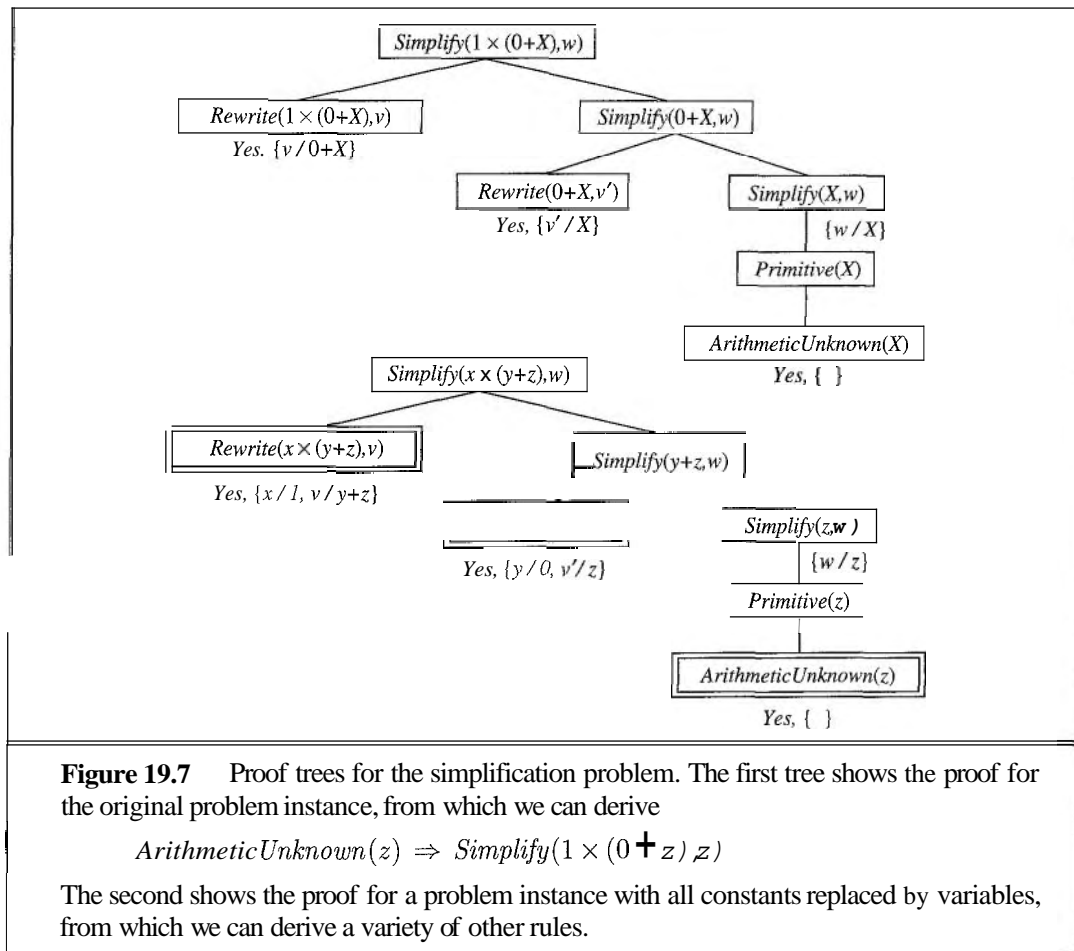 Simplify(1 × (0+X),w)
Rewrite(1 × (0+X),v)
Simplify(0+X,w)
Yes. {v/0+X}
Rewrite(0+X,v′)
Simplify(X,w)
Yes, {v′/X}
{w/X}
Primitive(X)
ArithmeticUnknown(X)
Yes, { }
Simplify(x × (y+z),w)
Rewrite(x × (y+z),v)
Simplify(y+z,w)
Yes, {x/1, v/y+z}
Simplify(z,w)
Yes, {y/0, v′/z}
{w/z}
Primitive(z)
ArithmeticUnknown(z)
Yes, { }
Figure 19.7 Proof trees for the simplification problem. The first tree shows the proof for
the original problem instance, from which we can derive
ArithmeticUnknown(z) ⇒ Simplify(1 × (0 + z),z)
The second shows the proof for a problem instance with all constants replaced by variables,
from which we can derive a variety of other rules.